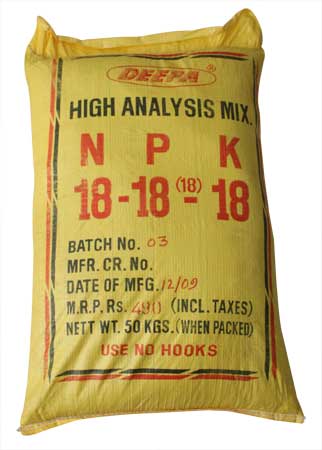 DEEPA ®
HIGH ANALYSIS MIX.
N P K
18-18-(18)-18
BATCH No. 03
MFR. CR. No.
DATE OF MFG. 12/09
M.R.P. Rs. 490 (INCL. TAXES)
NETT WT. 50 KGS. (WHEN PACKED)
USE NO HOOKS